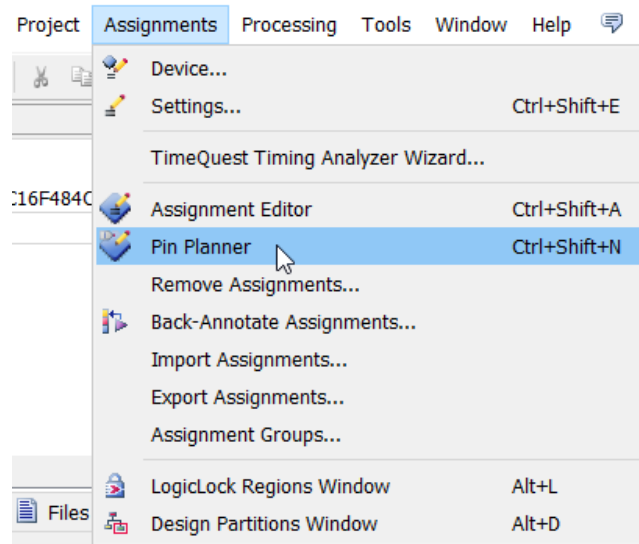 Project Assignments Processing Tools Window Help
Device...
Settings... Ctrl+Shift+E
TimeQuest Timing Analyzer Wizard...
C16F484C
Assignment Editor Ctrl+Shift+A
Pin Planner Ctrl+Shift+N
Remove Assignments...
Back-Annotate Assignments...
Import Assignments...
Export Assignments...
Assignment Groups...
LogicLock Regions Window Alt+L
Files
Design Partitions Window Alt+D